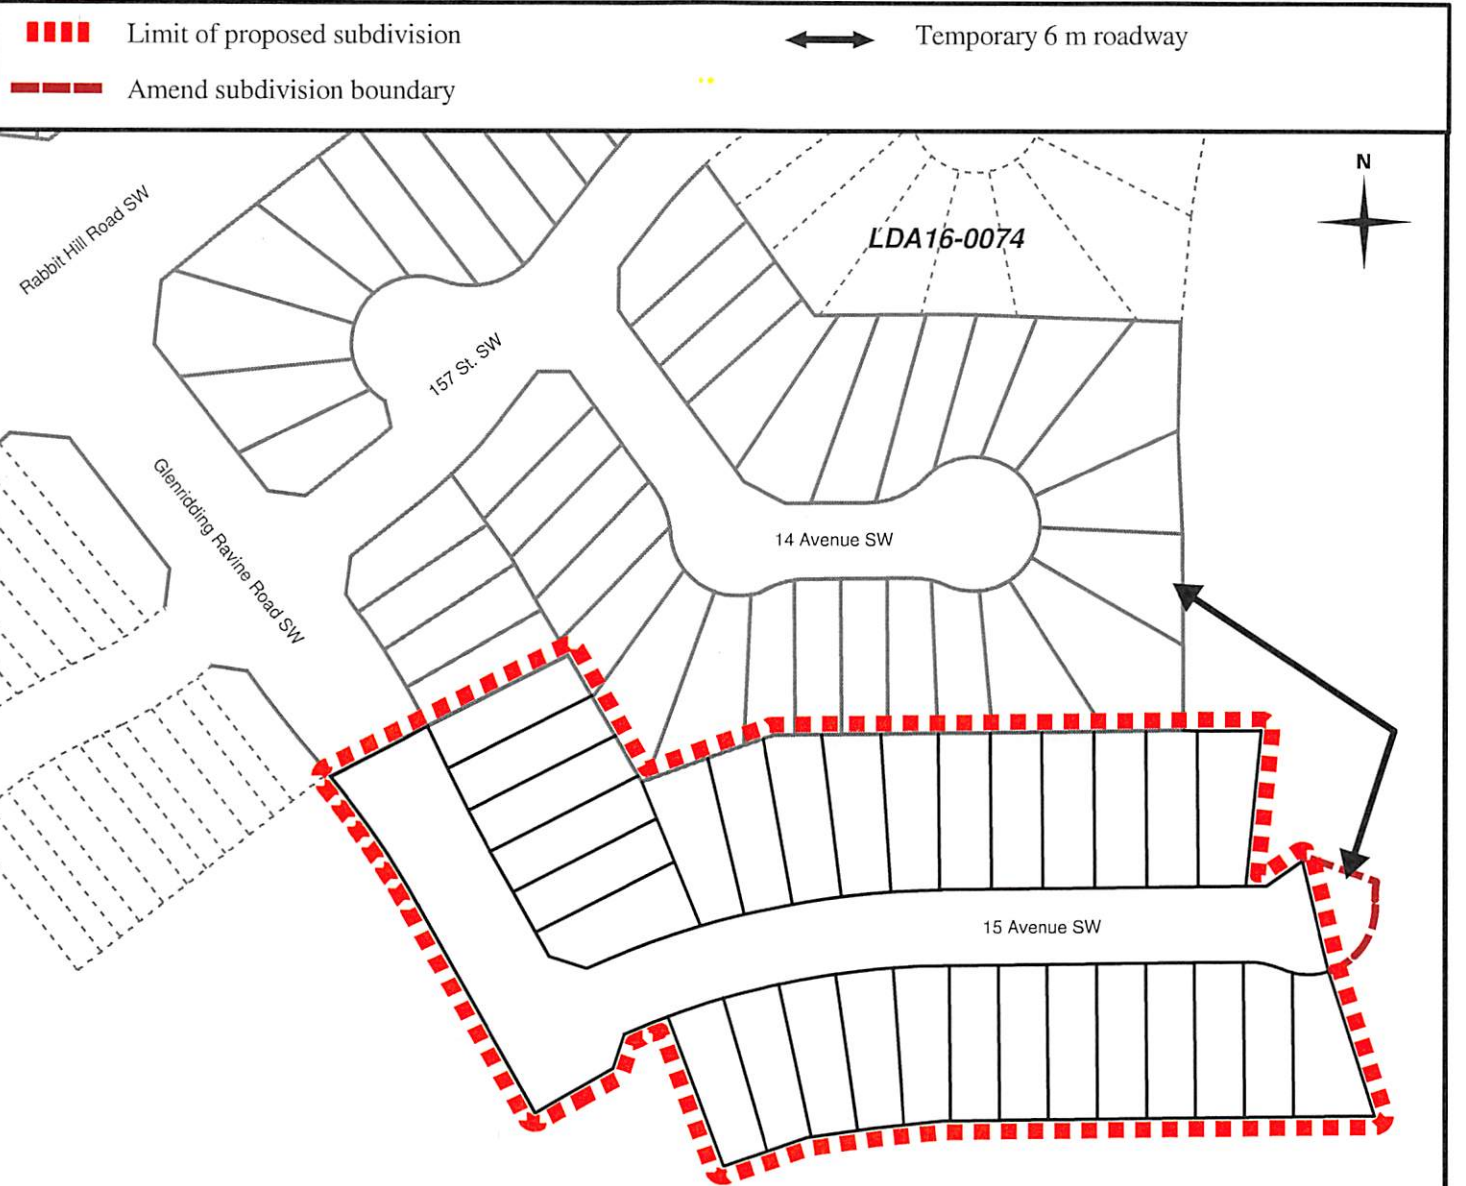 Limit of proposed subdivision
Temporary 6 m roadway
Amend subdivision boundary
N
Rabbit Hill Road SW
LDA16-0074
157 St. SW
Glenridding Ravine Road SW
14 Avenue SW
15 Avenue SW